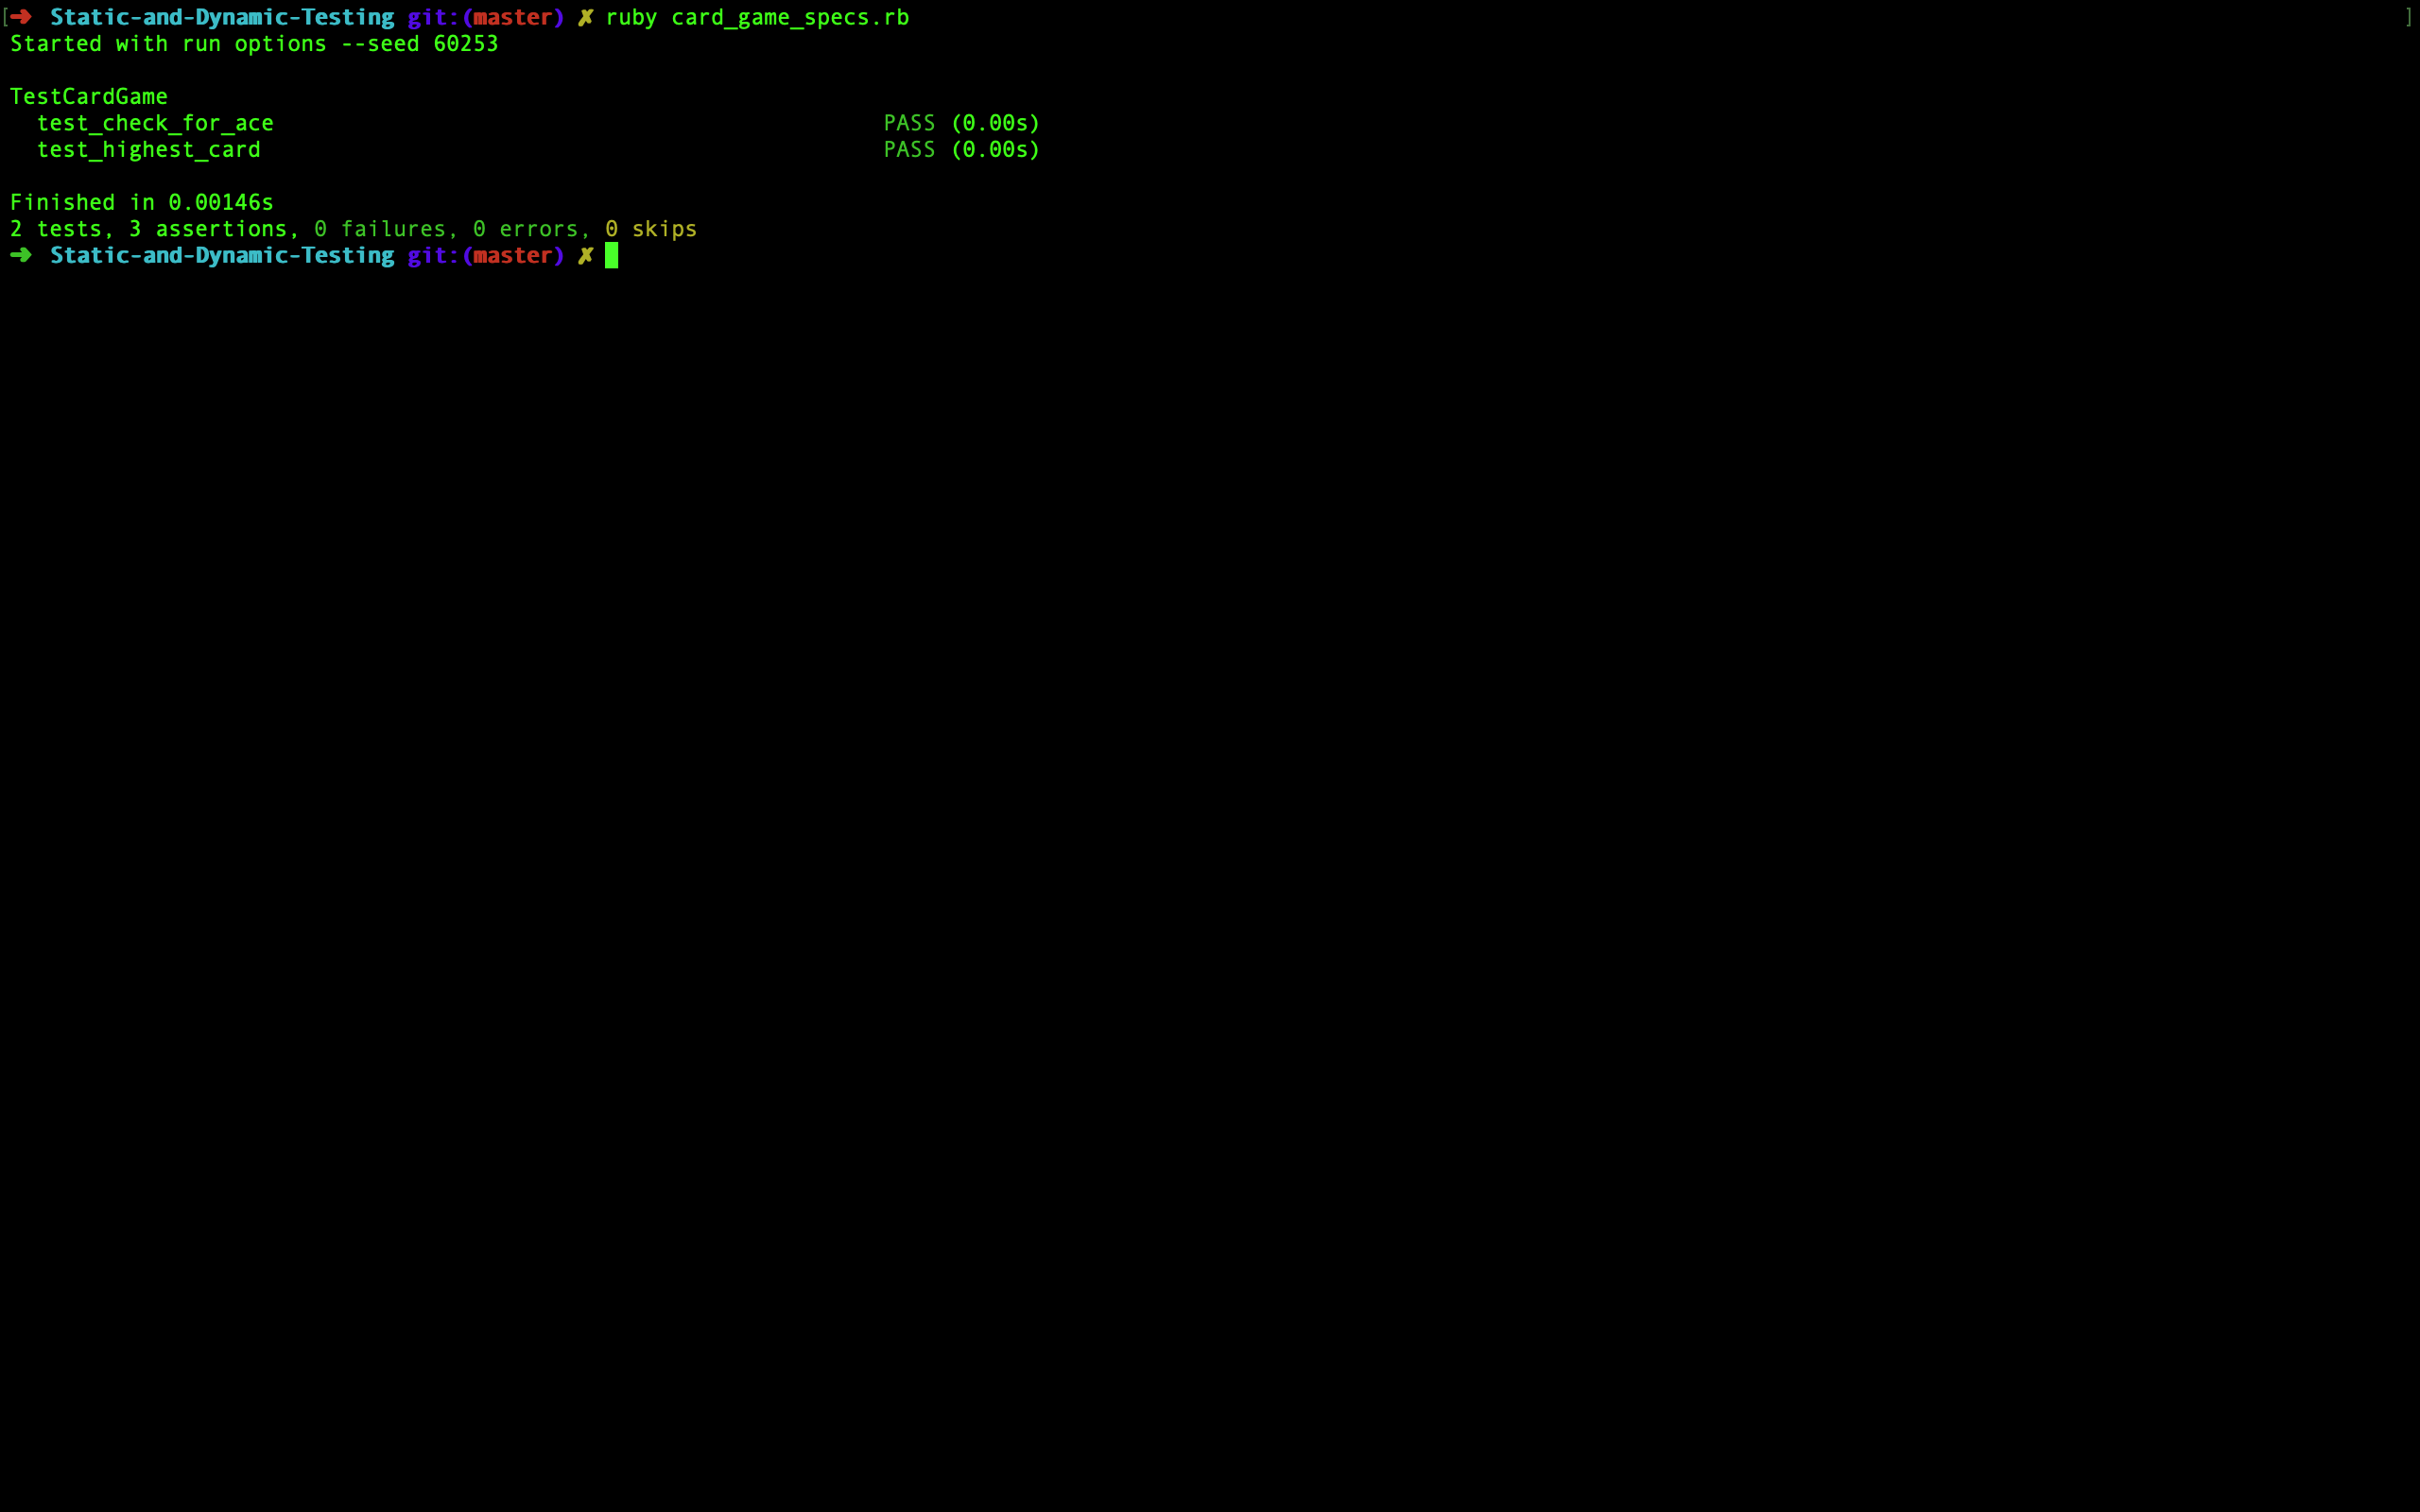 [➜  Static-and-Dynamic-Testing git:(master) ✗ ruby card_game_specs.rb ]
Started with run options --seed 60253
TestCardGame
  test_check_for_ace PASS (0.00s)
  test_highest_card PASS (0.00s)
Finished in 0.00146s
2 tests, 3 assertions, 0 failures, 0 errors, 0 skips
➜  Static-and-Dynamic-Testing git:(master) ✗